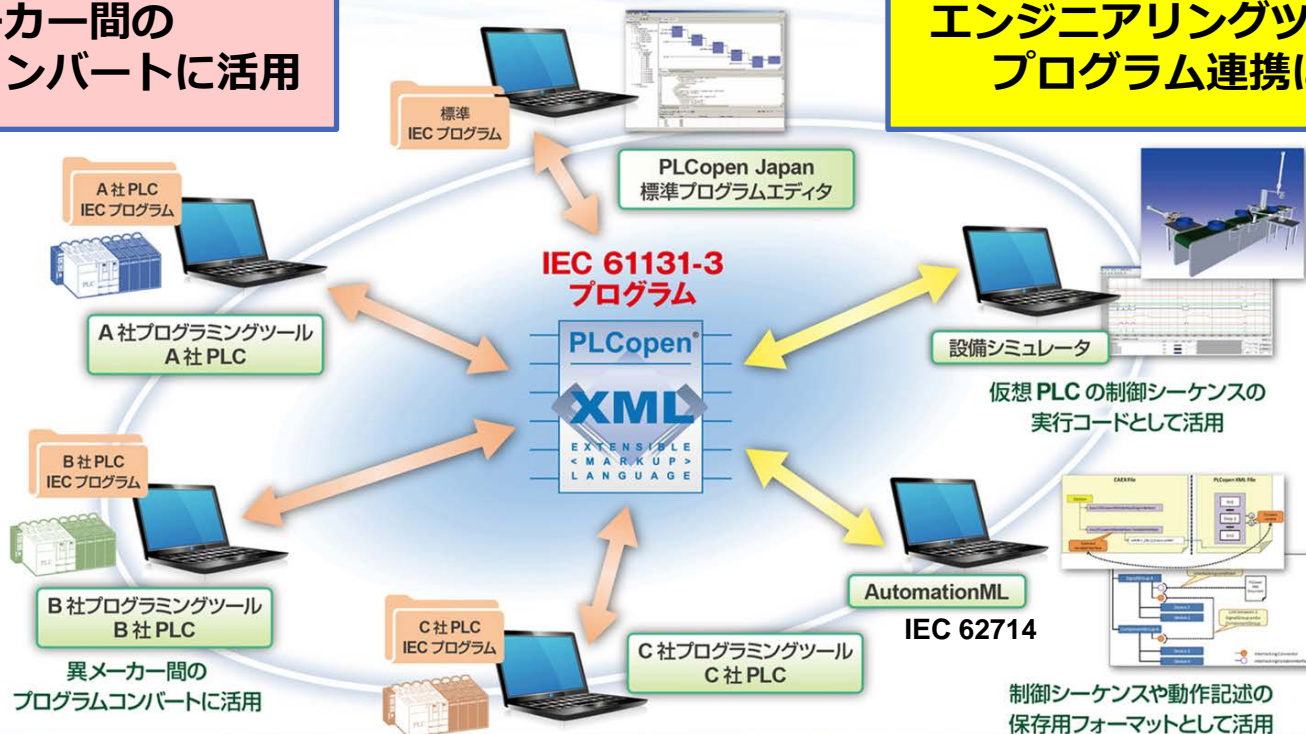 ーカー間の
ンバートに活用
エンジニアリングツ
プログラム連携に
標準
IEC プログラム
PLCopen Japan
標準プログラムエディタ
A 社 PLC
IEC プログラム
PLC
A 社プログラミングツール
A 社 PLC
IEC 61131-3
プログラム
PLCopen®
XML
EXTENSIBLE
<MARKUP>
LANGUAGE
設備シミュレータ
仮想 PLC の制御シーケンスの
実行コードとして活用
B 社 PLC
IEC プログラム
PLC
B 社プログラミングツール
B 社 PLC
異メーカー間の
プログラムコンバートに活用
C 社 PLC
IEC プログラム
PLC
C 社プログラミングツール
C 社 PLC
AutomationML
IEC 62714
CAEX File
PLCopen XML File
制御シーケンスや動作記述の
保存用フォーマットとして活用